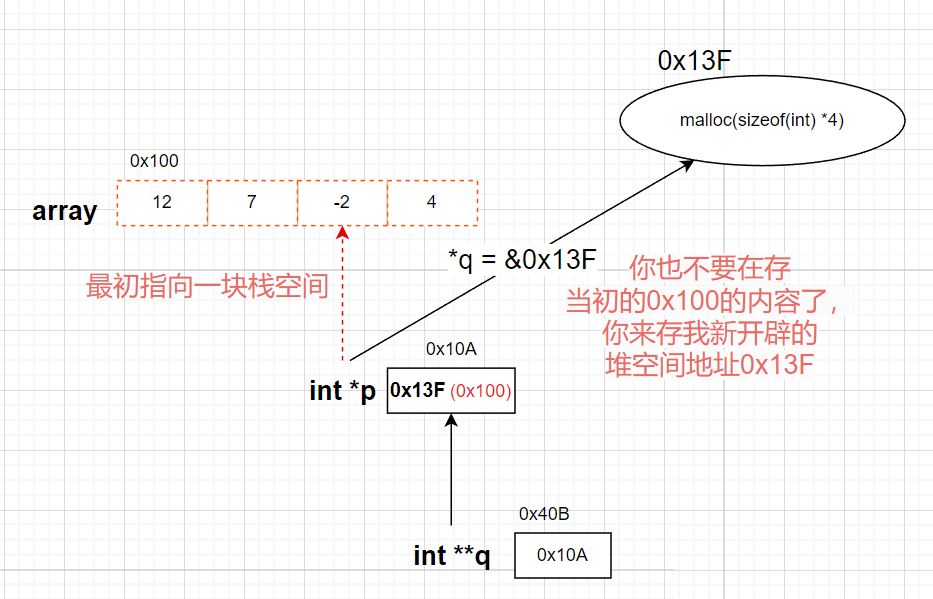 0x13F
malloc(sizeof(int) *4)
0x100
array
12
7
-2
4
*q = &0x13F
最初指向一块栈空间
你也不要在存
当初的0x100的内容了，
你来存我新开辟的
堆空间地址0x13F
0x10A
int *p
0x13F (0x100)
0x40B
int **q
0x10A